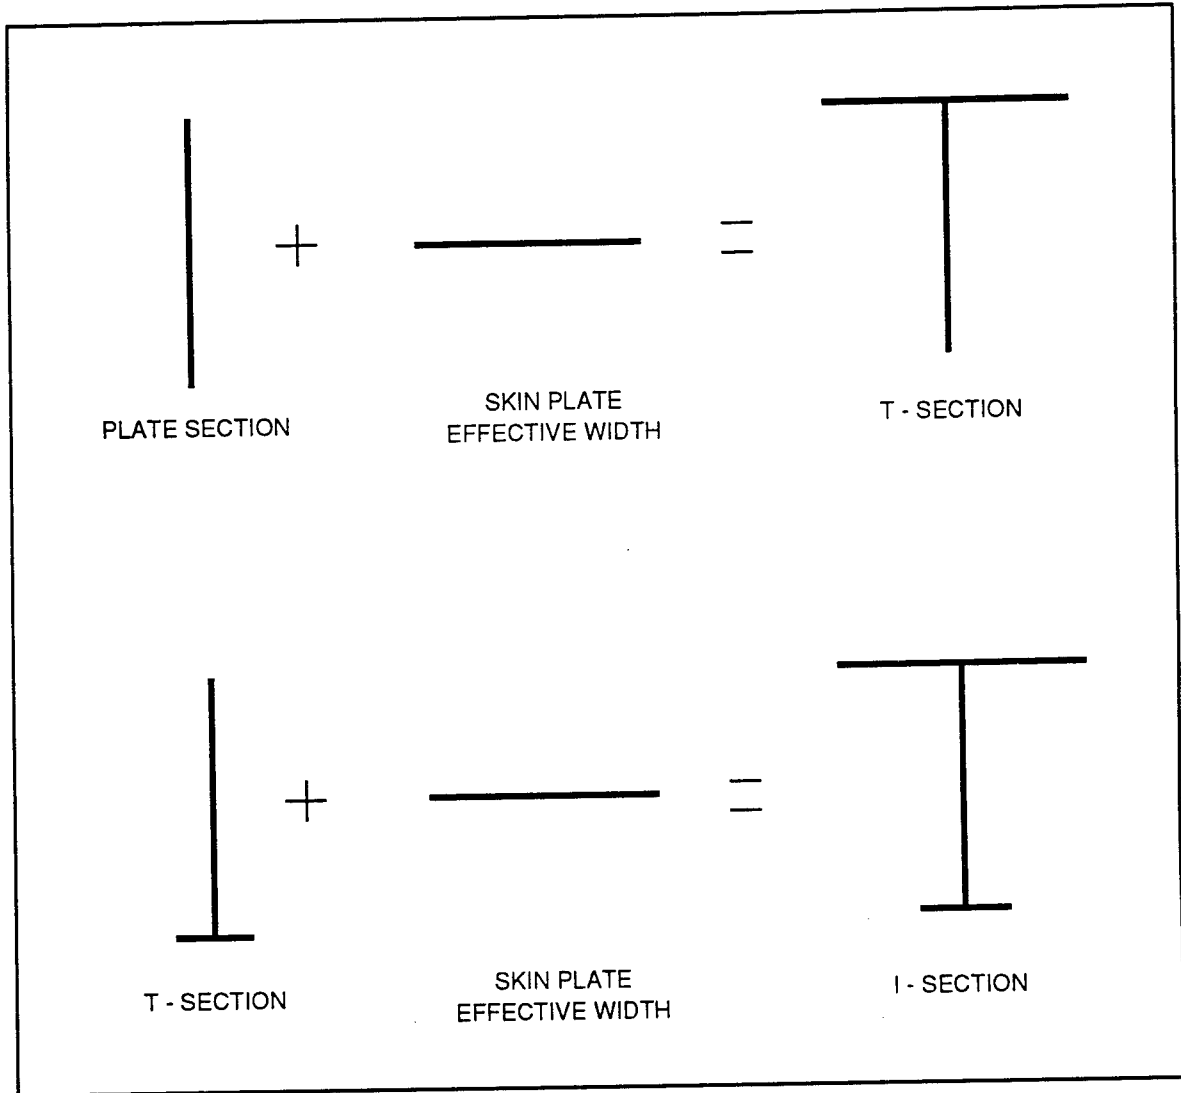 PLATE SECTION
SKIN PLATE
EFFECTIVE WIDTH
T - SECTION
T - SECTION
SKIN PLATE
EFFECTIVE WIDTH
I - SECTION